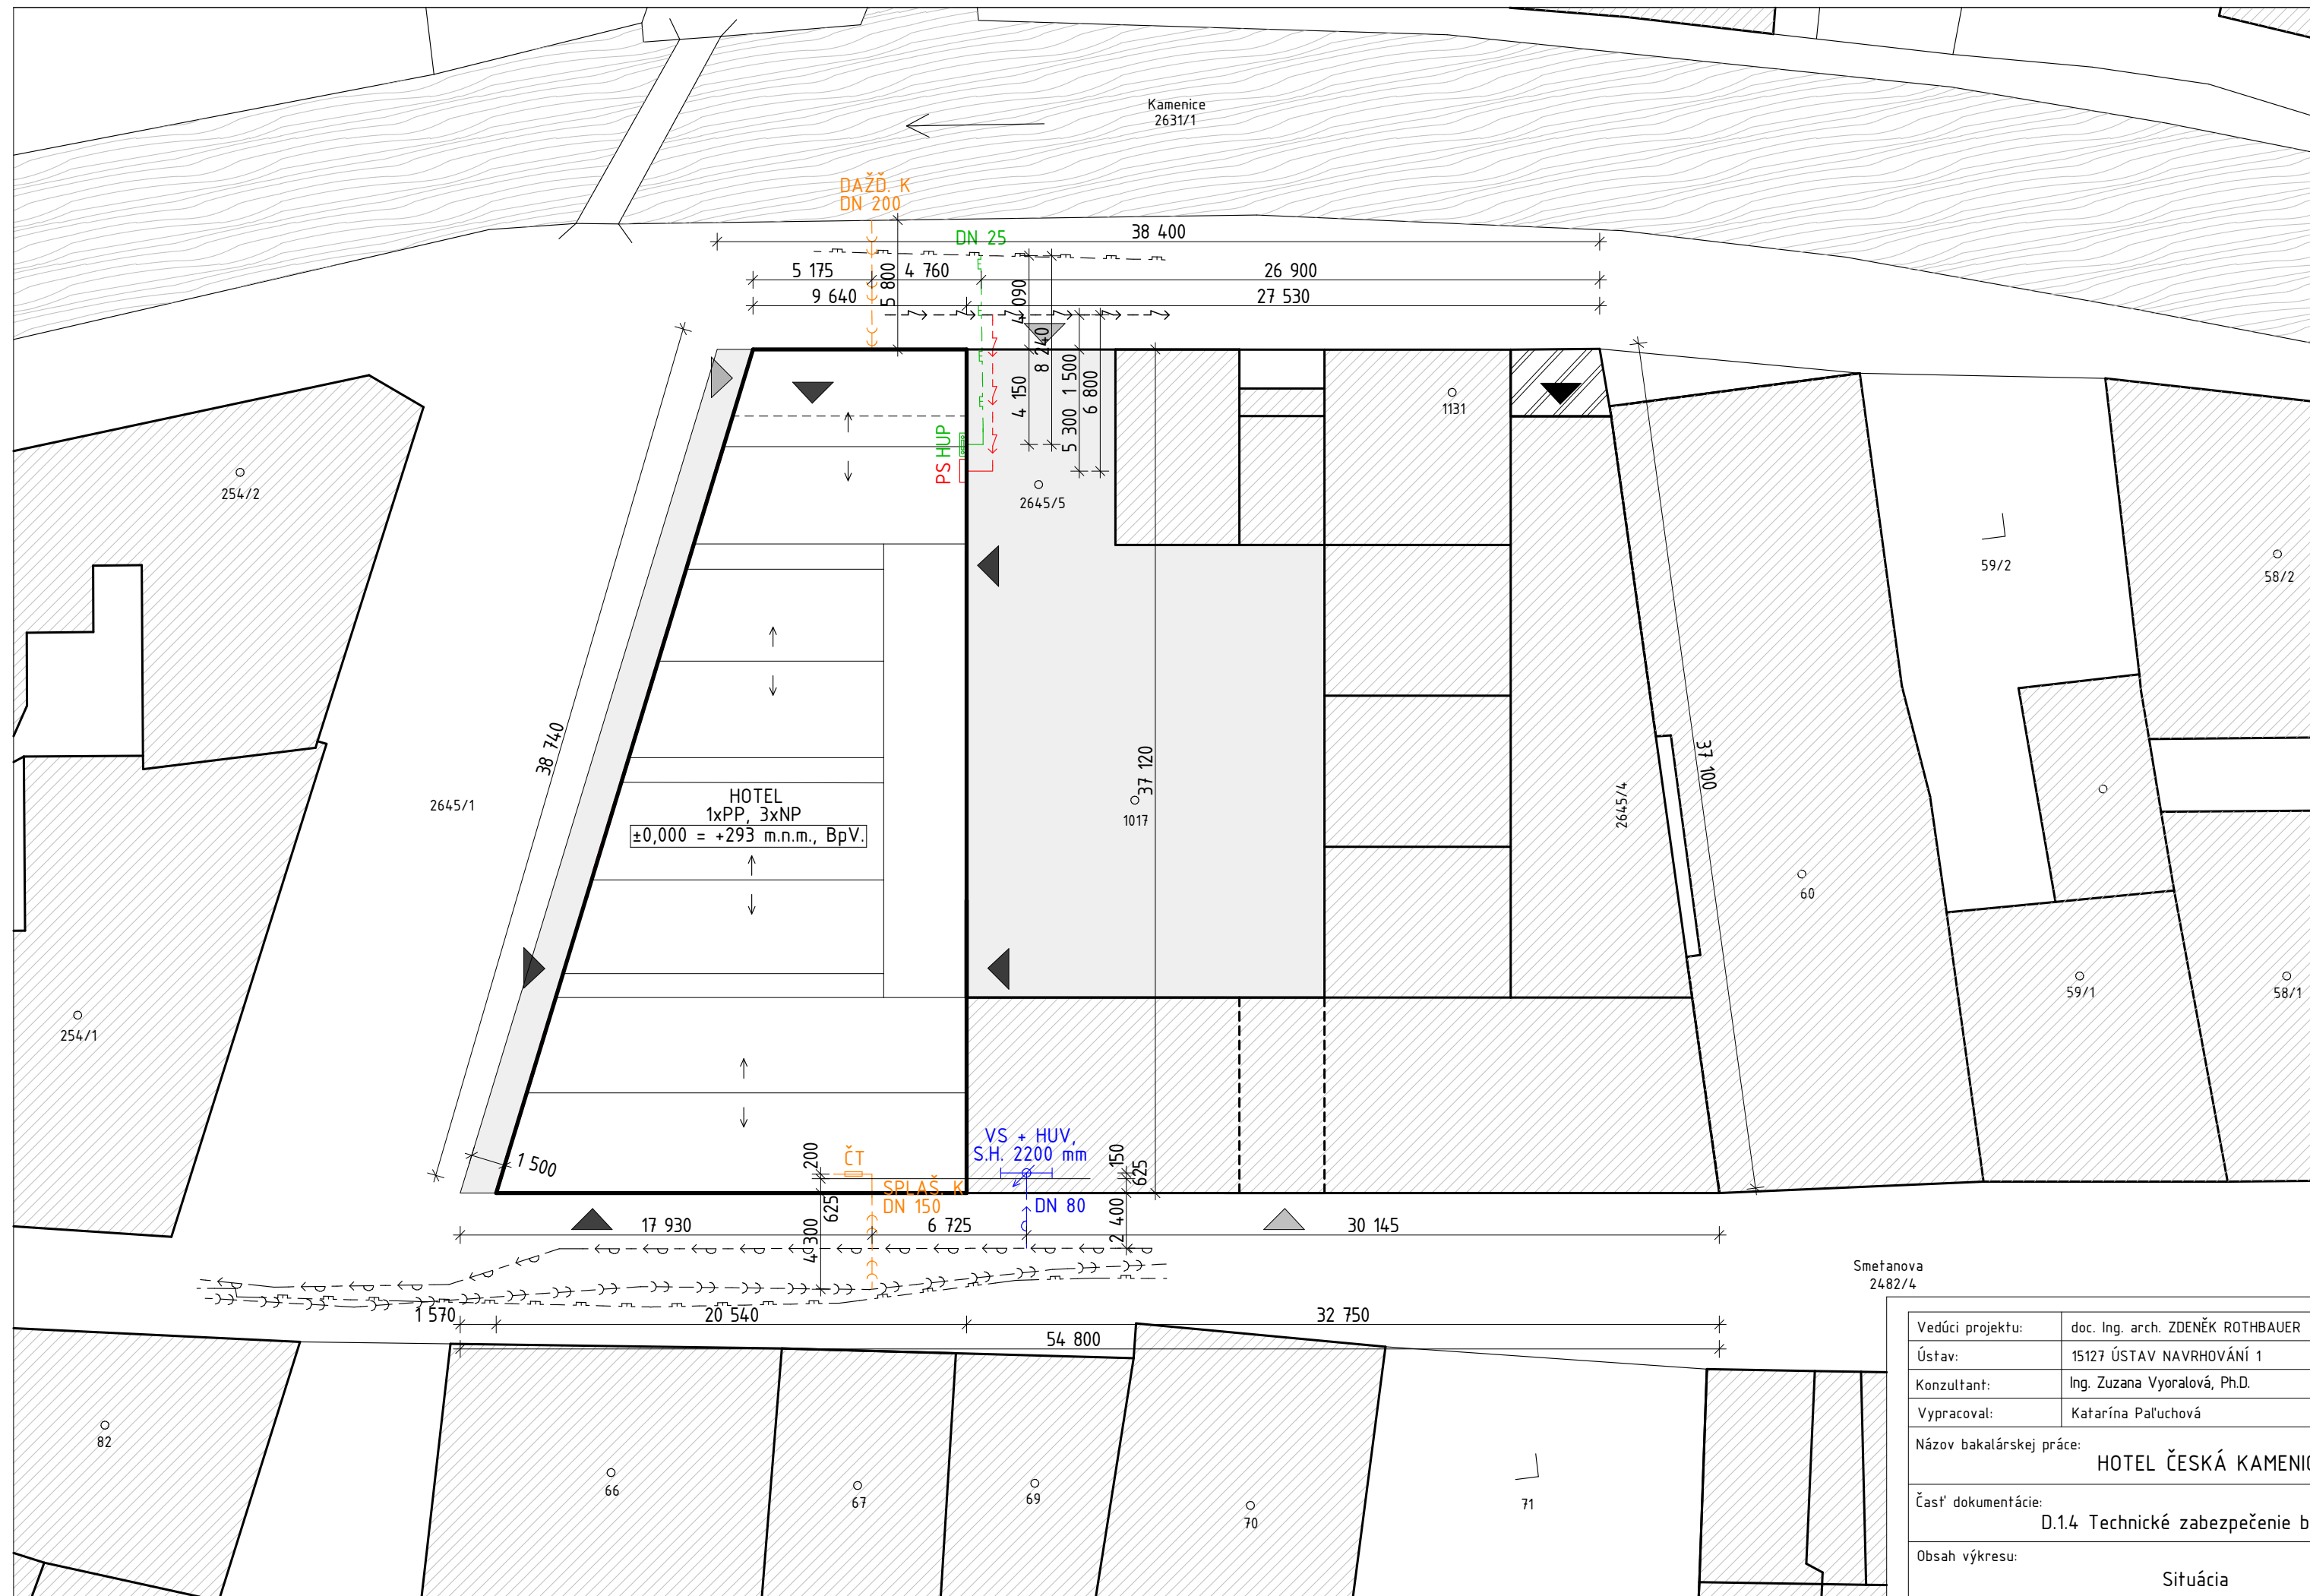 Kamenice
2631/1
DAŽĎ. K
DN 200
DN 25
38 400
5 175
4 760
26 900
9 640
27 530
5 800
4 090
8 240
4 150
1 500
5 300
6 800
HUP
PS
2645/5
1131
254/2
59/2
58/2
38 740
37 100
37 120
2645/1
HOTEL
1xPP, 3xNP
±0,000 = +293 m.n.m., BpV.
1017
2645/4
60
254/1
59/1
58/1
1 500
200
ČT
VS + HUV,
S.H. 2200 mm
150
625
SPLAŠ. K
DN 150
DN 80
625
17 930
6 725
30 145
4 300
2 400
Smetanova
2482/4
1 570
20 540
32 750
54 800
82
66
67
69
70
71
Vedúci projektu: doc. Ing. arch. ZDENĚK ROTHBAUER
Ústav: 15127 ÚSTAV NAVRHOVÁNÍ 1
Konzultant: Ing. Zuzana Vyoralová, Ph.D.
Vypracoval: Katarína Paľuchová
Názov bakalárskej práce:
HOTEL ČESKÁ KAMENIC
Časť dokumentácie:
D.1.4 Technické zabezpečenie b
Obsah výkresu:
Situácia